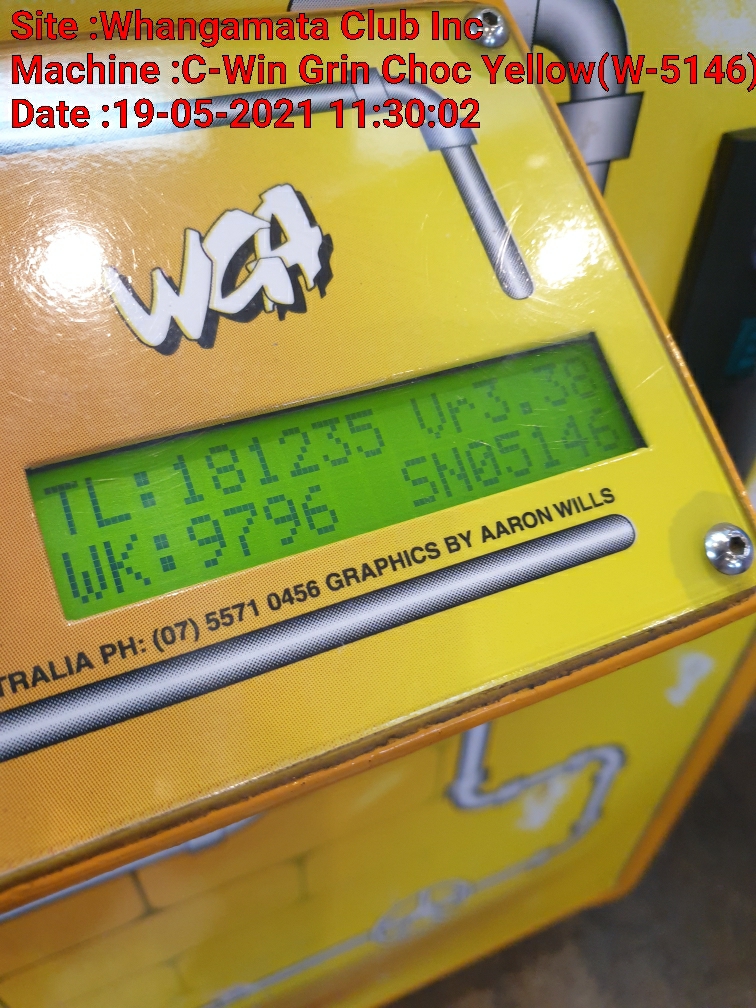 Site :Whangamata Club Inc
Machine :C-Win Grin Choc Yellow(W-5146)
Date :19-05-2021 11:30:02
WGA
TL:181235 Vr3.38
WK:9796 SN05146
TRALIA PH: (07) 5571 0456 GRAPHICS BY AARON WILLS